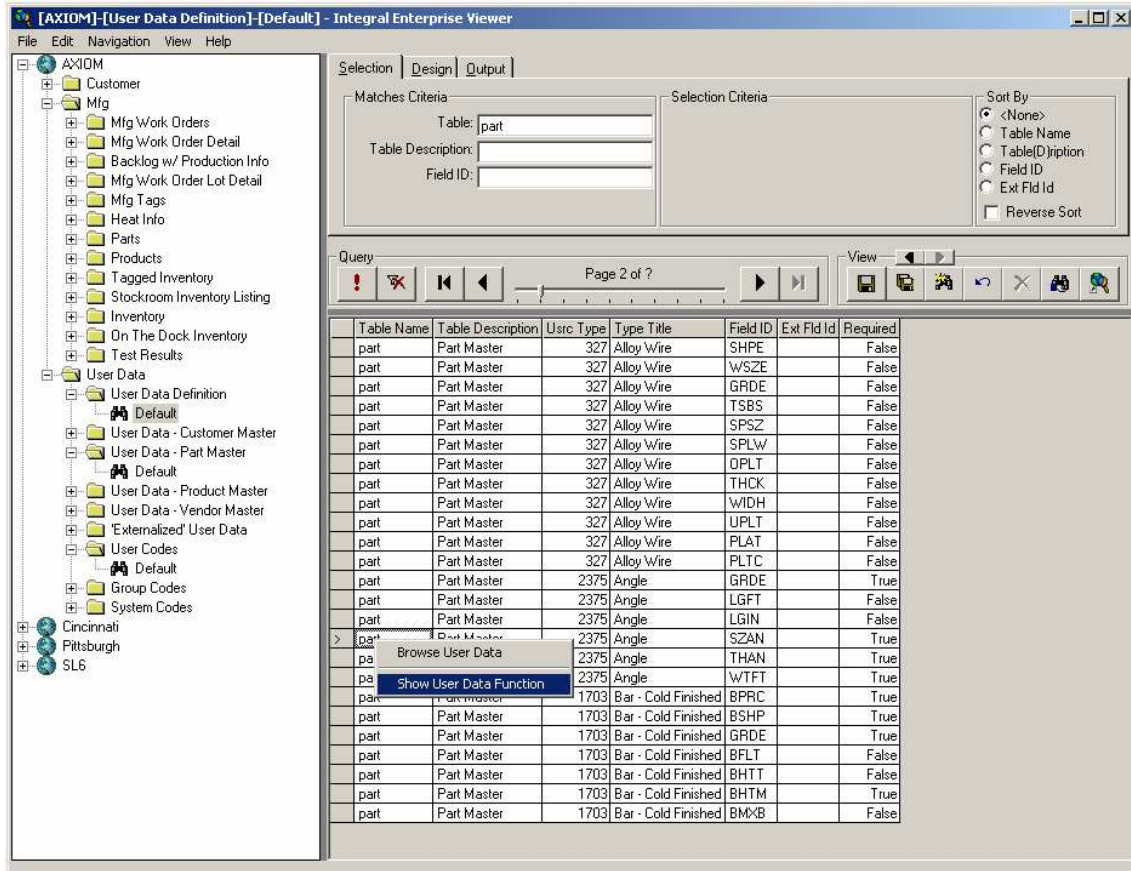 [AXIOM]-[User Data Definition]-[Default] - Integral Enterprise Viewer
File Edit Navigation View Help
AXIOM
Customer
Mfg
Mfg Work Orders
Mfg Work Order Detail
Backlog w/ Production Info
Mfg Work Order Lot Detail
Mfg Tags
Heat Info
Parts
Products
Tagged Inventory
Stockroom Inventory Listing
Inventory
On The Dock Inventory
Test Results
User Data
User Data Definition
Default
User Data - Customer Master
User Data - Part Master
Default
User Data - Product Master
User Data - Vendor Master
'Externalized' User Data
User Codes
Default
Group Codes
System Codes
Cincinnati
Pittsburgh
SL6
Selection Design Output
Matches Criteria
Table: part
Table Description:
Field ID:
Selection Criteria
Sort By
<None>
Table Name
Table(D)ription
Field ID
Ext Fld Id
Reverse Sort
Query
Page 2 of ?
View
Table Name Table Description Usrc Type Type Title Field ID Ext Fld Id Required
part Part Master 327 Alloy Wire SHPE False
part Part Master 327 Alloy Wire WSZE False
part Part Master 327 Alloy Wire GRDE False
part Part Master 327 Alloy Wire TSBS False
part Part Master 327 Alloy Wire SPSZ False
part Part Master 327 Alloy Wire SPLW False
part Part Master 327 Alloy Wire OPLT False
part Part Master 327 Alloy Wire THCK False
part Part Master 327 Alloy Wire WIDH False
part Part Master 327 Alloy Wire UPLT False
part Part Master 327 Alloy Wire PLAT False
part Part Master 327 Alloy Wire PLTC False
part Part Master 2375 Angle GRDE True
part Part Master 2375 Angle LGFT False
part Part Master 2375 Angle LGIN False
> Part Master 2375 Angle SZAN True
2375 Angle THAN True
2375 Angle WTFT True
Browse User Data
Show User Data Function
1703 Bar - Cold Finished BPRC True
part Part Master 1703 Bar - Cold Finished BSHP True
part Part Master 1703 Bar - Cold Finished GRDE True
part Part Master 1703 Bar - Cold Finished BFLT False
part Part Master 1703 Bar - Cold Finished BHTT False
part Part Master 1703 Bar - Cold Finished BHTM True
part Part Master 1703 Bar - Cold Finished BMXB False